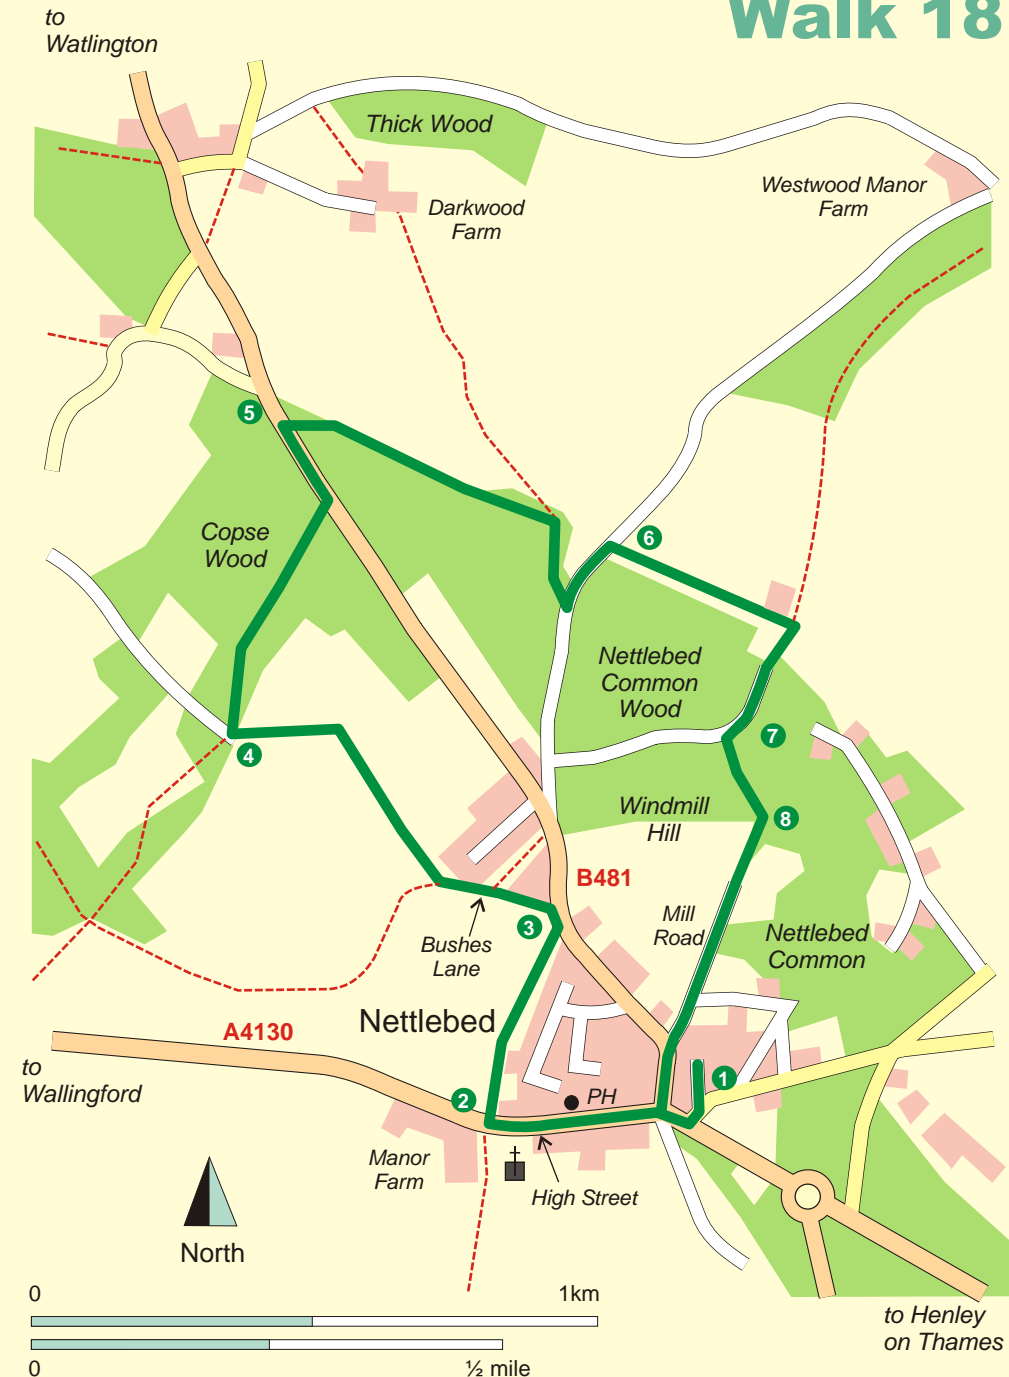 to
Watlington
Walk 18
Thick Wood
Westwood Manor
Farm
Darkwood
Farm
5
Copse
Wood
6
Nettlebed
Common
Wood
7
4
Windmill
Hill
8
B481
Mill
Road
3
Bushes
Lane
Nettlebed
Common
Nettlebed
A4130
to
Wallingford
2
PH
1
Manor
Farm
High Street
North
0
1km
0
½ mile
to Henley
on Thames